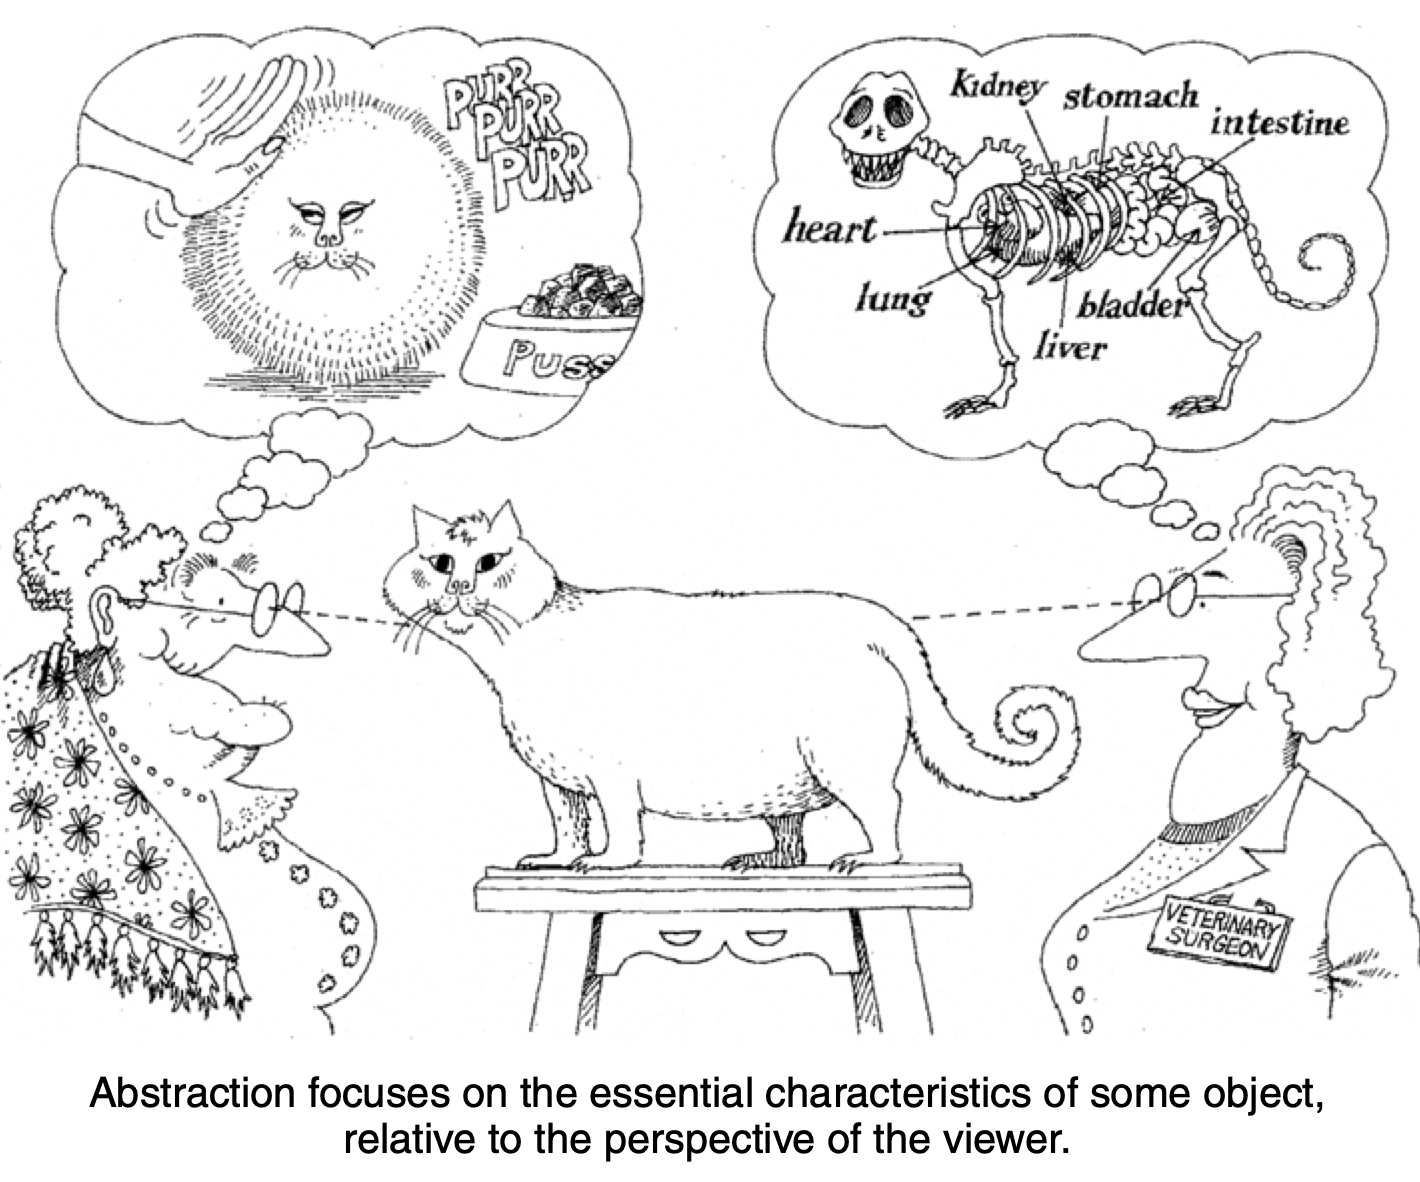 PURR
PURR
PURR
PUSS
Kidney
stomach
intestine
heart
lung
bladder
liver
VETERINARY
SURGEON
Abstraction focuses on the essential characteristics of some object,
relative to the perspective of the viewer.